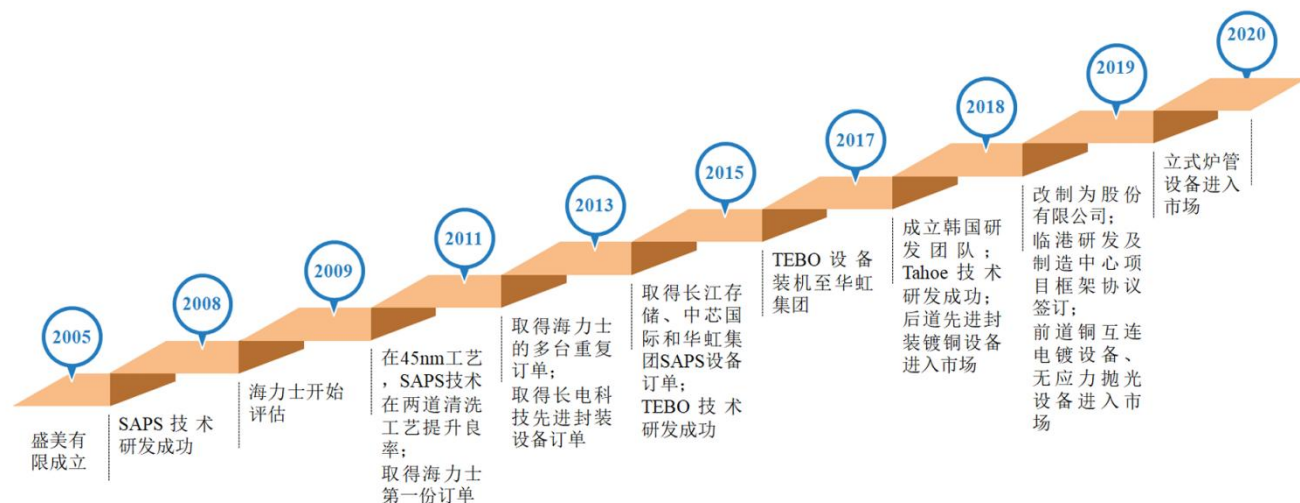 2005
盛美有
限成立
2008
SAPS 技术
研发成功
2009
海力士开始
评估
2011
在45nm工艺
，SAPS技术
在两道清洗
工艺提升良
率；
取得海力士
第一份订单
2013
取得海力士
的多台重复
订单；
取得长电科
技先进封装
设备订单
2015
取得长江存
储、中芯国
际和华虹集
团SAPS设备
订单；
TEBO 技术
研发成功
2017
TEBO 设备
装机至华虹
集团
2018
成立韩国研
发团队；
Tahoe 技术
研发成功；
后道先进封
装镀铜设备
进入市场
2019
改制为股份
有限公司；
临港研发及
制造中心项
目框架协议
签订；
前道铜互连
电镀设备、
无应力抛光
设备进入市
场
2020
立式炉管
设备进入
市场